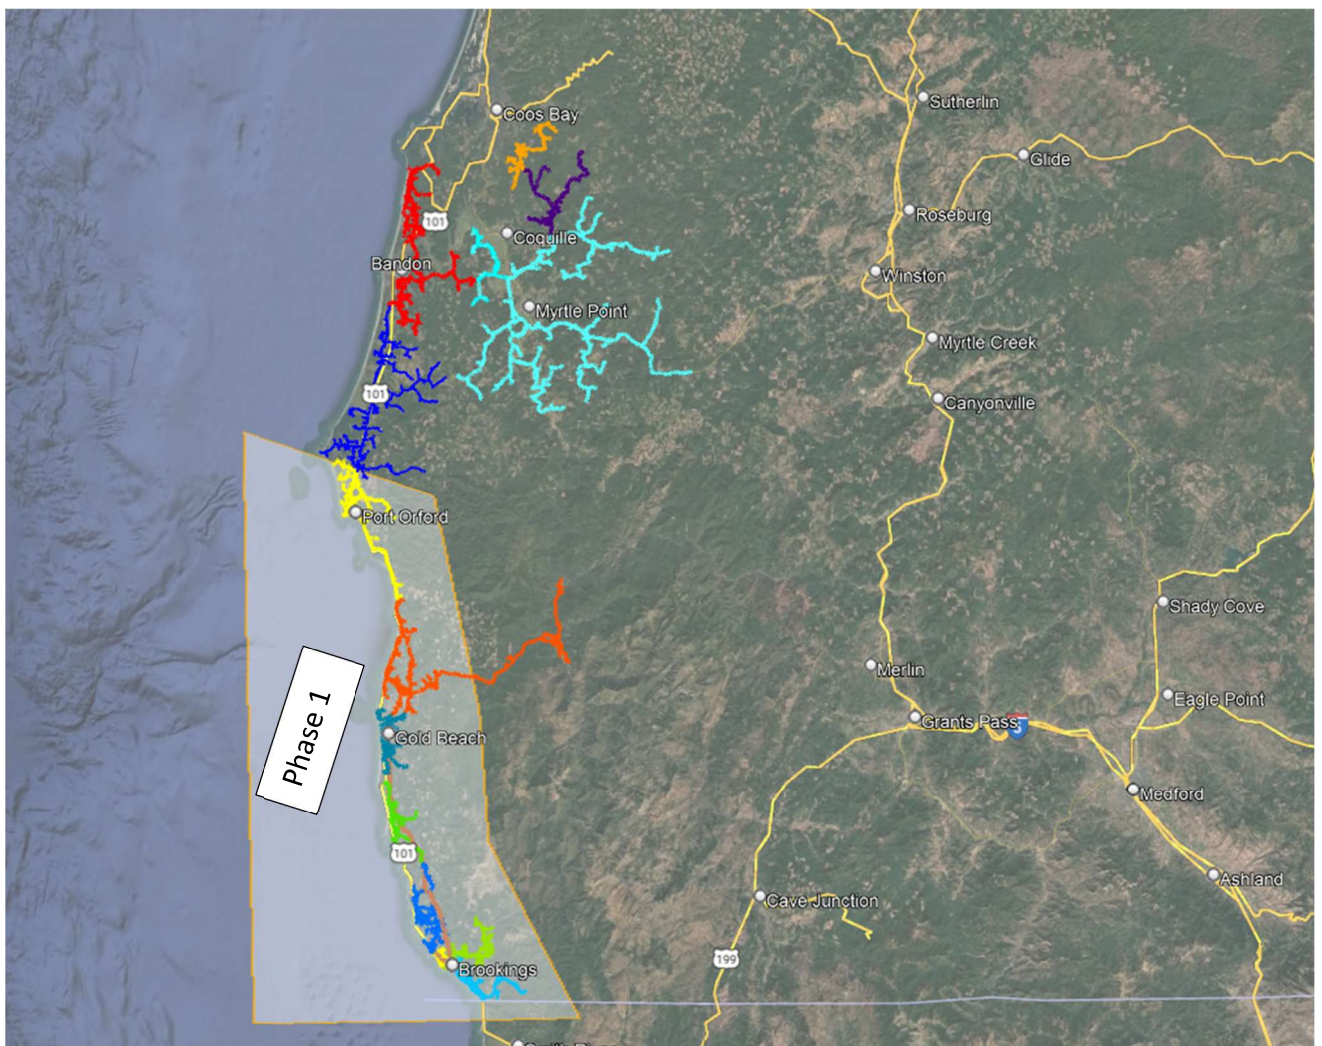 Coos Bay
Sutherlin
Glide
Roseburg
101
Coquille
Bandon
Winston
Myrtle Point
Myrtle Creek
101
Canyonville
Port Orford
Shady Cove
Merlin
Eagle Point
Phase 1
Grants Pass
5
Gold Beach
Medford
101
Ashland
Cave Junction
199
Brookings